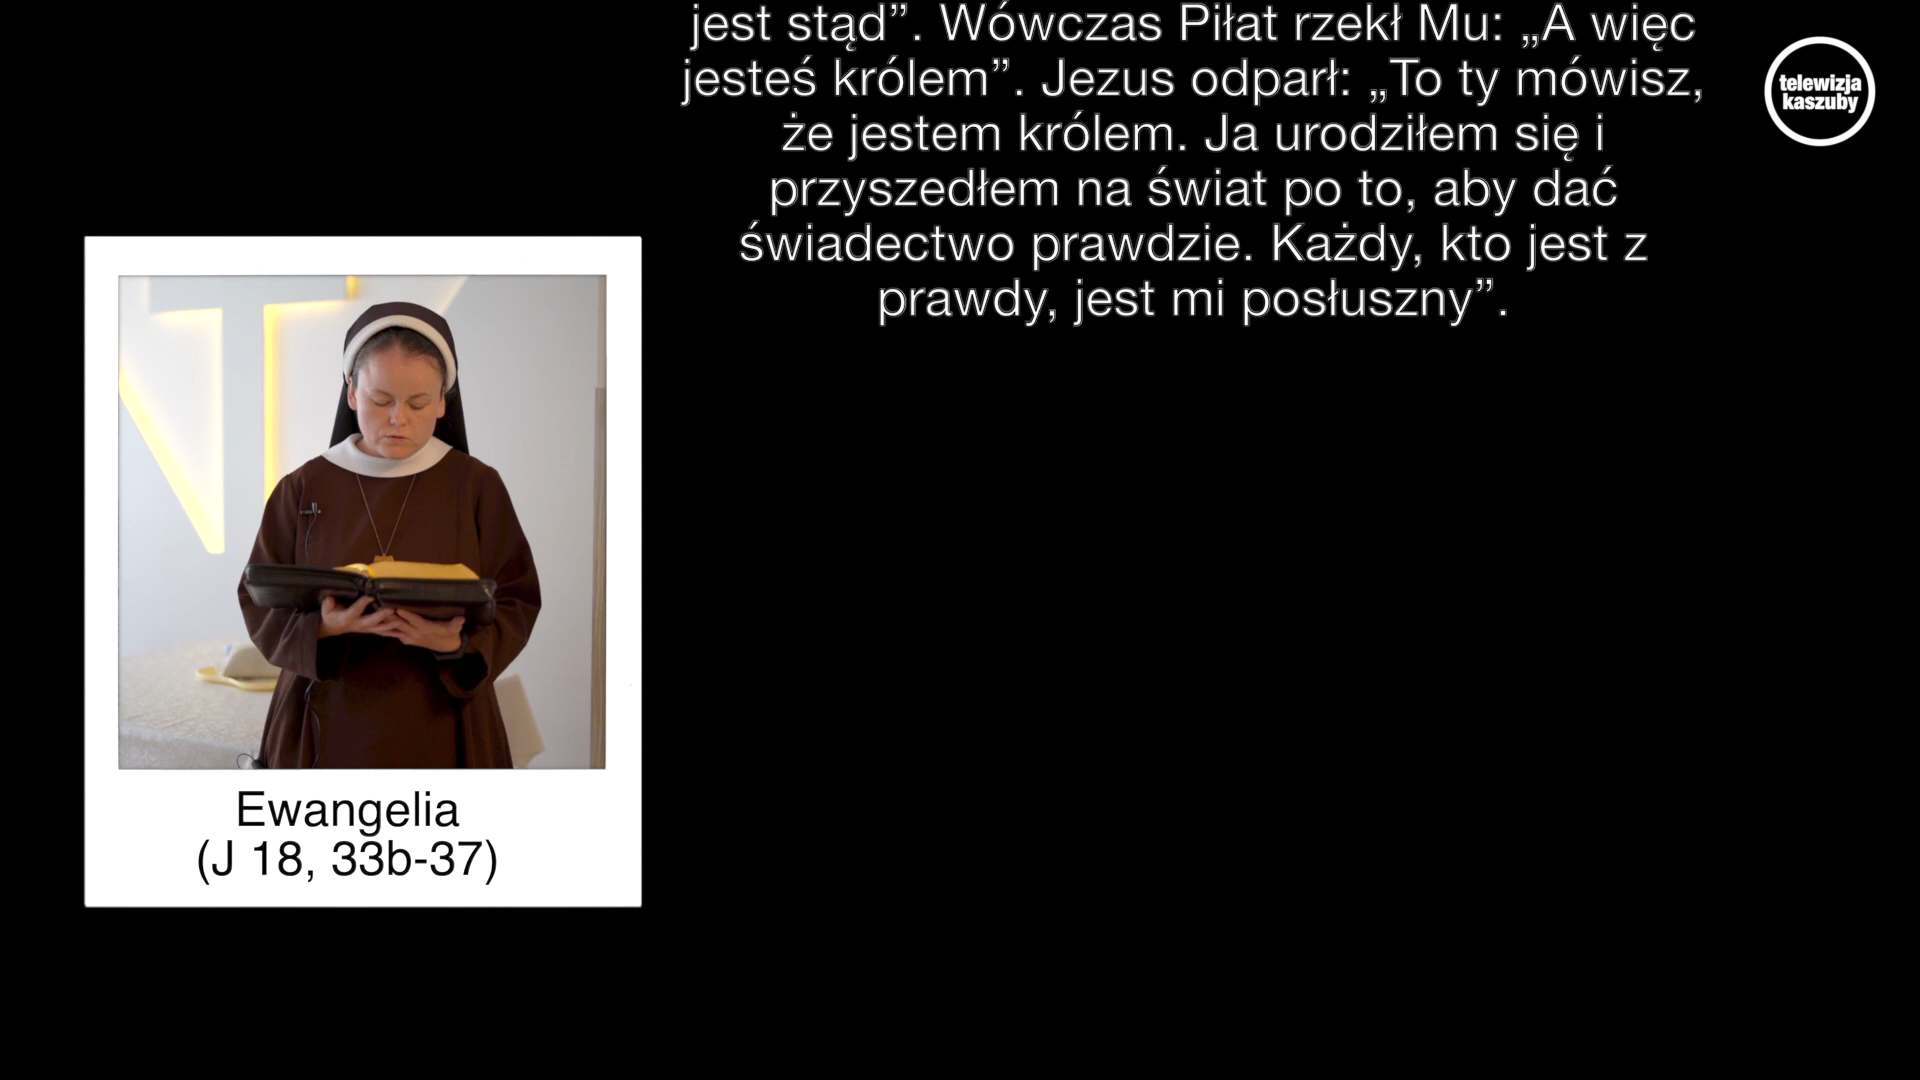 jest stąd”. Wówczas Piłat rzekł Mu: „A więc
jesteś królem”. Jezus odparł: „To ty mówisz,
że jestem królem. Ja urodziłem się i
przyszedłem na świat po to, aby dać
świadectwo prawdzie. Każdy, kto jest z
prawdy, jest mi posłuszny”.
telewizja
kaszuby
Ewangelia
(J 18, 33b-37)